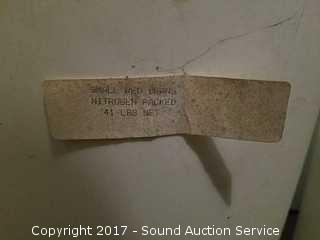 SMALL RED BEANS
NITROGEN PACKED
41 LBS NET
Copyright 2017 - Sound Auction Service